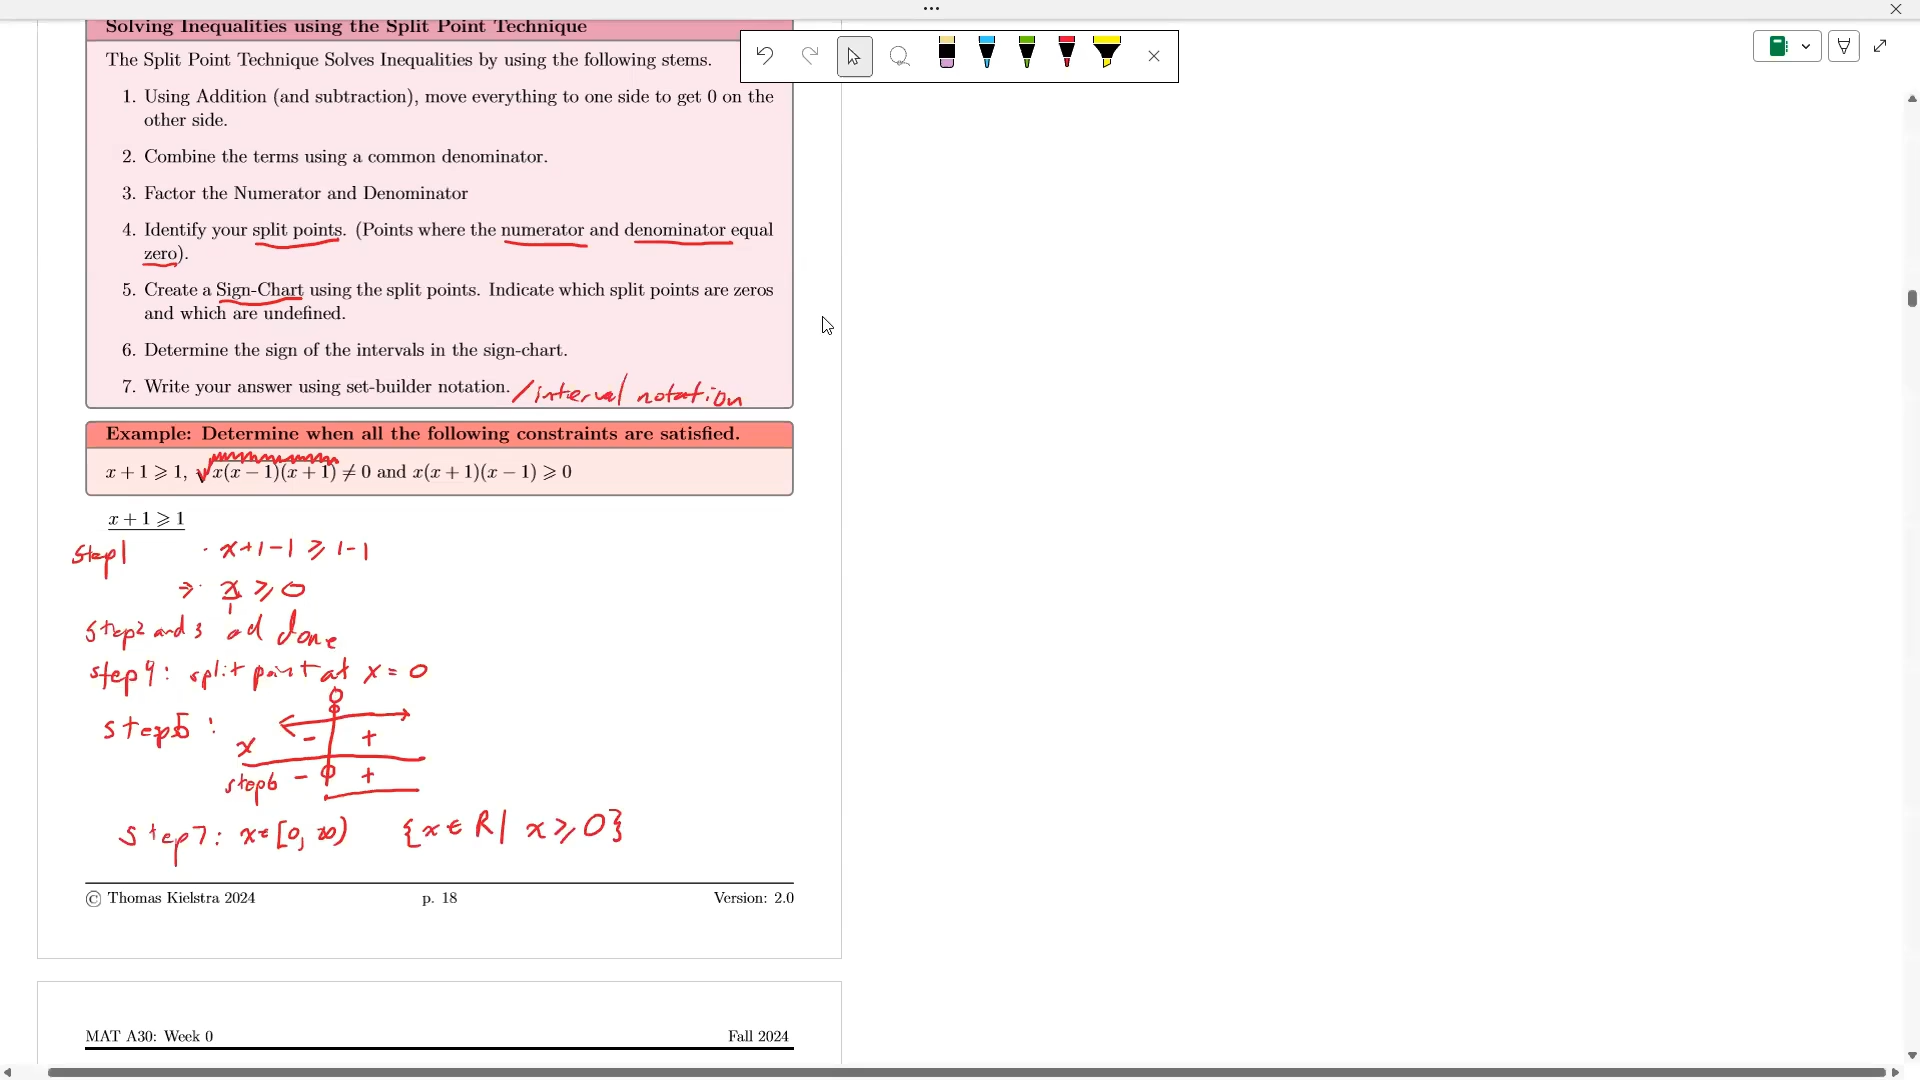 Solving Inequalities using the Split Point Technique
The Split Point Technique Solves Inequalities by using the following stems.
1. Using Addition (and subtraction), move everything to one side to get 0 on the
other side.
2. Combine the terms using a common denominator.
3. Factor the Numerator and Denominator
4. Identify your split points. (Points where the numerator and denominator equal
zero).
5. Create a Sign-Chart using the split points. Indicate which split points are zeros
and which are undefined.
6. Determine the sign of the intervals in the sign-chart.
7. Write your answer using set-builder notation. /interval notation
Example: Determine when all the following constraints are satisfied.
x + 1 ⩾ 1, √x(x − 1)(x + 1) ≠ 0 and x(x + 1)(x − 1) ⩾ 0
x + 1 ⩾ 1
Step1 · x+1-1 ⩾ 1-1
⇒ x/1 ⩾ 0
Step2 and 3 done
step 4: split point at x = 0
0
step5 :
x - +
step6 - 0 +
Step7: x∈[0, ∞) {x ∈ R| x ⩾ 0}
© Thomas Kielstra 2024 p. 18 Version: 2.0
MAT A30: Week 0 Fall 2024